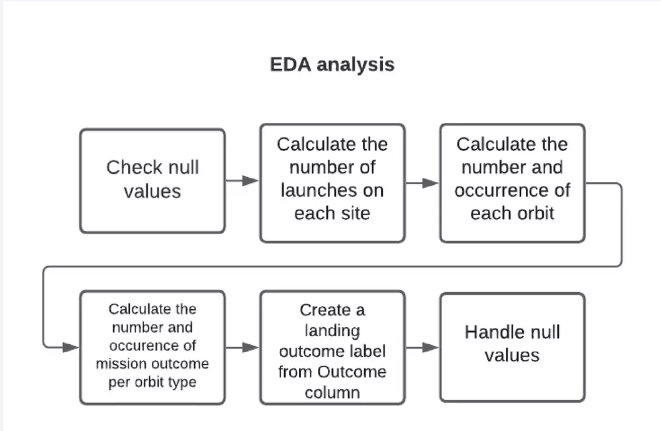 EDA analysis
Check null
values
Calculate the
number of
launches on
each site
Calculate the
number and
occurrence of
each orbit
Calculate the
number and
occurence of
mission outcome
per orbit type
Create a
landing
outcome label
from Outcome
column
Handle null
values